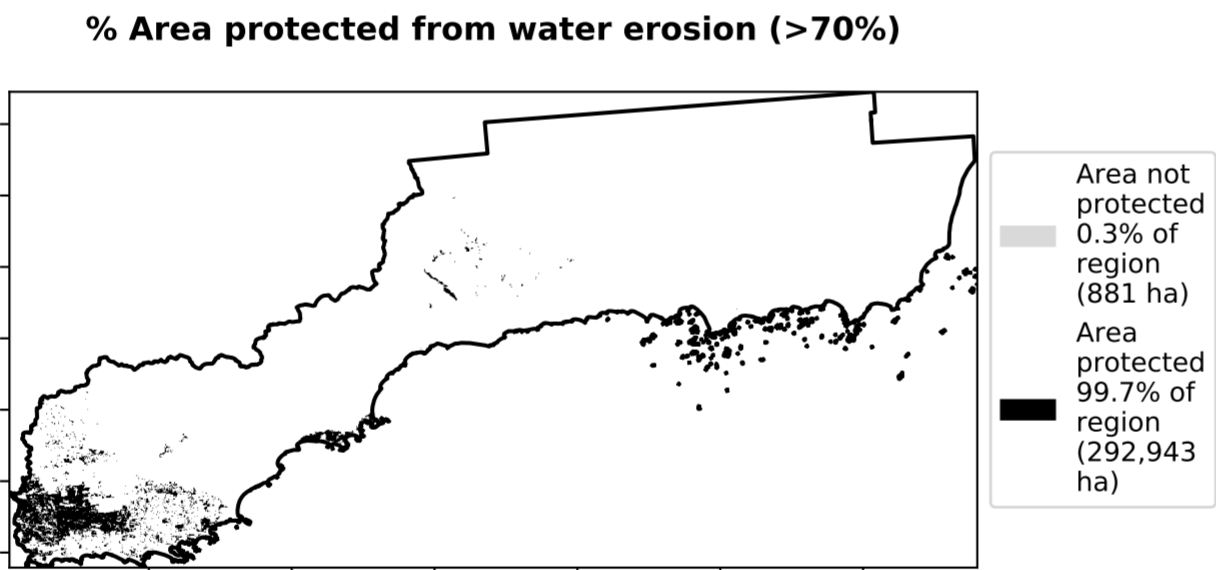 % Area protected from water erosion (>70%)
Area not
protected
0.3% of
region
(881 ha)
Area
protected
99.7% of
region
(292,943
ha)